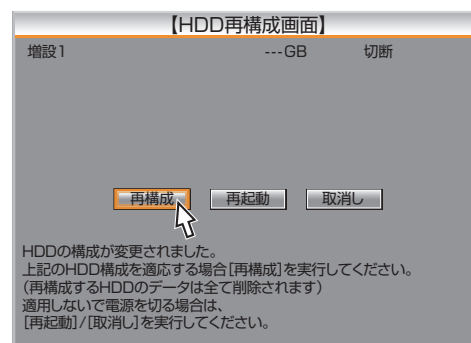 【HDD再構成画面】
増設1 ---GB 切断
再構成 再起動 取消し
HDDの構成が変更されました。
上記のHDD構成を適応する場合[再構成]を実行してください。
(再構成するHDDのデータは全て削除されます)
適用しないで電源を切る場合は、
[再起動]/[取消し]を実行してください。